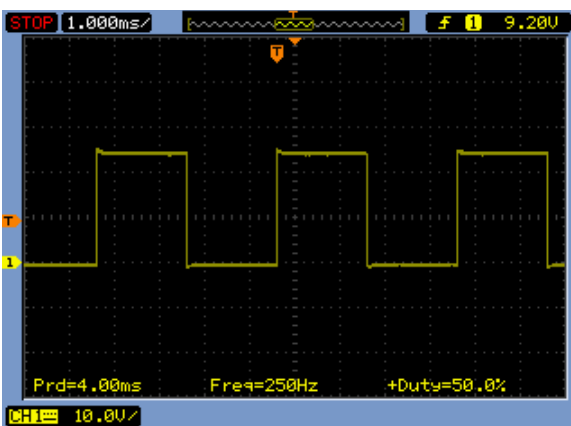 STOP 1.000ms/ T f 1 9.20V
T
T
1
Prd=4.00ms Freq=250Hz +Duty=50.0%
CH1 10.0V/